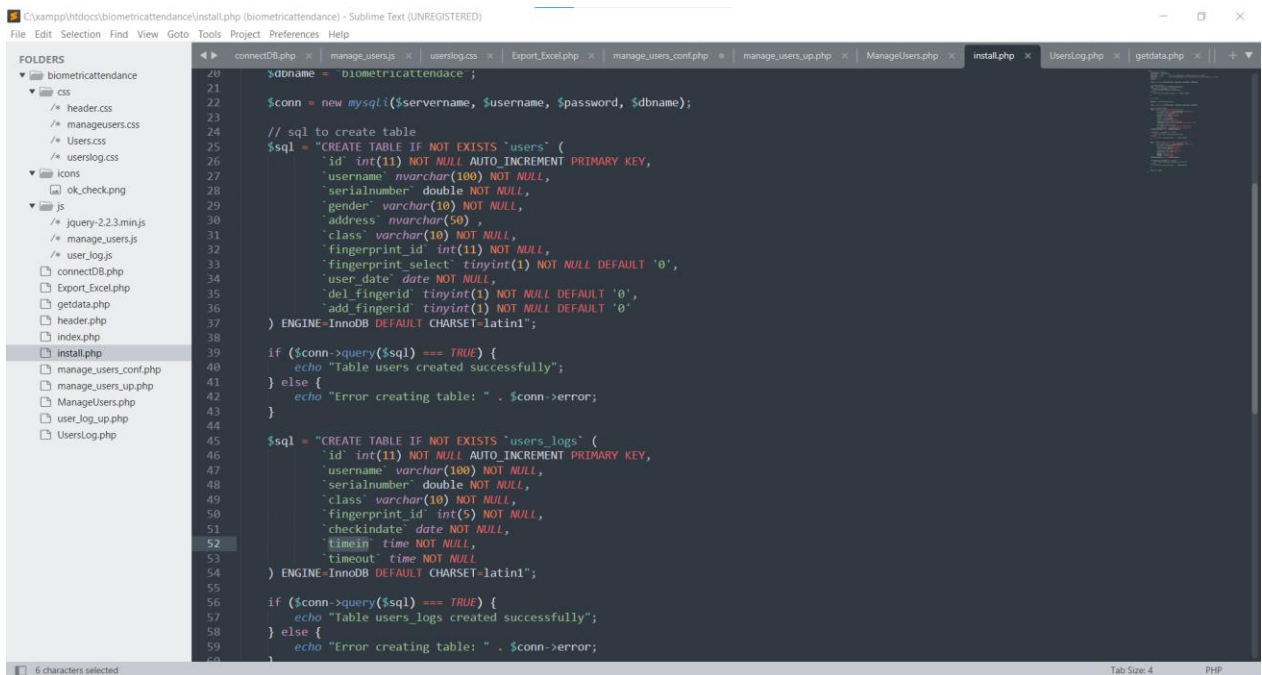 C:\xampp\htdocs\biometricattendance\install.php (biometricattendance) - Sublime Text (UNREGISTERED)
File Edit Selection Find View Goto Tools Project Preferences Help
FOLDERS
biometricattendance
css
/* header.css
/* manageusers.css
/* Users.css
/* userslog.css
icons
ok_check.png
js
/* jquery-2.2.3.min.js
/* manage_users.js
/* user_log.js
connectDB.php
Export_Excel.php
getdata.php
header.php
index.php
install.php
manage_users_conf.php
manage_users_up.php
ManageUsers.php
user_log_up.php
UsersLog.php
connectDB.php manage_users.js userslog.css Export_Excel.php manage_users_conf.php manage_users_up.php ManageUsers.php install.php UsersLog.php getdata.php
20 $dbname = "biometricattendace";
21
22 $conn = new mysqli($servername, $username, $password, $dbname);
23
24 // sql to create table
25 $sql = "CREATE TABLE IF NOT EXISTS `users` (
26 `id` int(11) NOT NULL AUTO_INCREMENT PRIMARY KEY,
27 `username` nvarchar(100) NOT NULL,
28 `serialnumber` double NOT NULL,
29 `gender` varchar(10) NOT NULL,
30 `address` nvarchar(50) ,
31 `class` varchar(10) NOT NULL,
32 `fingerprint_id` int(11) NOT NULL,
33 `fingerprint_select` tinyint(1) NOT NULL DEFAULT '0',
34 `user_date` date NOT NULL,
35 `del_fingerid` tinyint(1) NOT NULL DEFAULT '0',
36 `add_fingerid` tinyint(1) NOT NULL DEFAULT '0'
37 ) ENGINE=InnoDB DEFAULT CHARSET=latin1";
38
39 if ($conn->query($sql) === TRUE) {
40 echo "Table users created successfully";
41 } else {
42 echo "Error creating table: " . $conn->error;
43 }
44
45 $sql = "CREATE TABLE IF NOT EXISTS `users_logs` (
46 `id` int(11) NOT NULL AUTO_INCREMENT PRIMARY KEY,
47 `username` varchar(100) NOT NULL,
48 `serialnumber` double NOT NULL,
49 `class` varchar(10) NOT NULL,
50 `fingerprint_id` int(5) NOT NULL,
51 `checkindate` date NOT NULL,
52 `timein` time NOT NULL,
53 `timeout` time NOT NULL
54 ) ENGINE=InnoDB DEFAULT CHARSET=latin1";
55
56 if ($conn->query($sql) === TRUE) {
57 echo "Table users_logs created successfully";
58 } else {
59 echo "Error creating table: " . $conn->error;
60 }
6 characters selected
Tab Size: 4 PHP